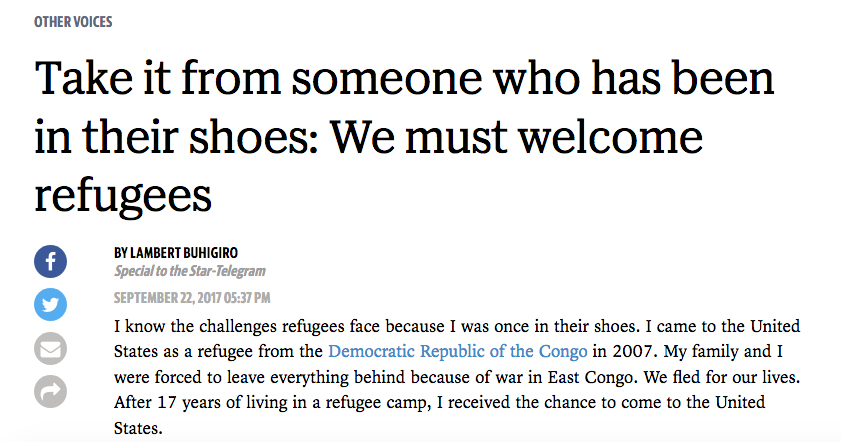 OTHER VOICES
Take it from someone who has been
in their shoes: We must welcome
refugees
BY LAMBERT BUHIGIRO
Special to the Star-Telegram
SEPTEMBER 22, 2017 05:37 PM
I know the challenges refugees face because I was once in their shoes. I came to the United
States as a refugee from the Democratic Republic of the Congo in 2007. My family and I
were forced to leave everything behind because of war in East Congo. We fled for our lives.
After 17 years of living in a refugee camp, I received the chance to come to the United
States.